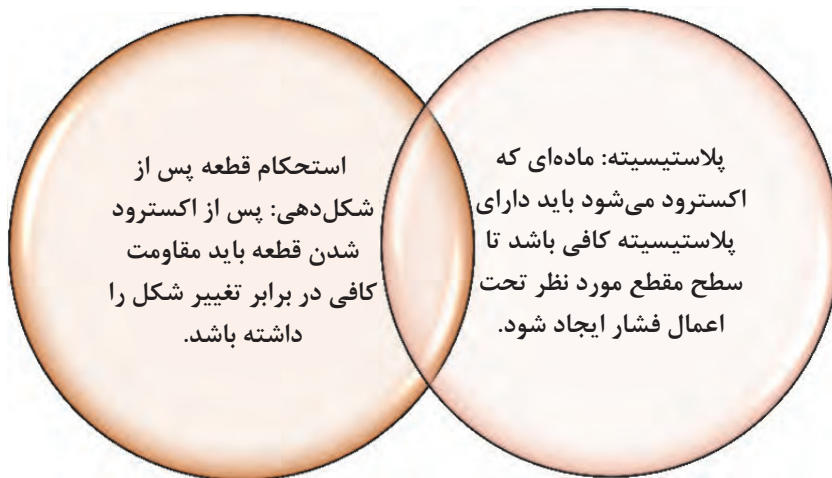 پلاستیسیته: ماده‌ای که
اکسترود می‌شود باید دارای
پلاستیسیته کافی باشد تا
سطح مقطع مورد نظر تحت
اعمال فشار ایجاد شود.
استحکام قطعه پس از
شکل‌دهی: پس از اکسترود
شدن قطعه باید مقاومت
کافی در برابر تغییر شکل را
داشته باشد.